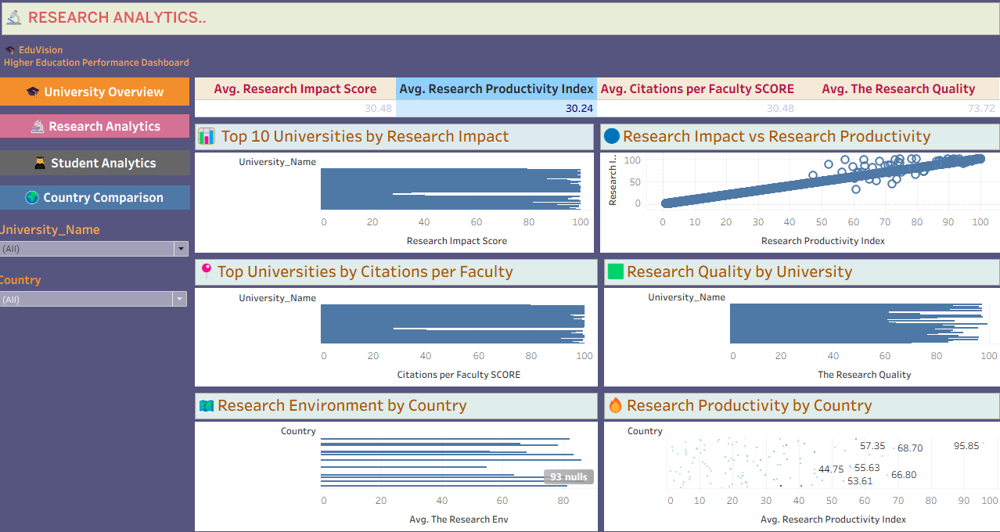 RESEARCH ANALYTICS..
EduVision
Higher Education Performance Dashboard
University Overview
Research Analytics
Student Analytics
Country Comparison
University_Name
(All)
Country
(All)
Avg. Research Impact Score Avg. Research Productivity Index Avg. Citations per Faculty SCORE Avg. The Research Quality
30.48 30.24 30.48 73.72
Top 10 Universities by Research Impact
University_Name
0 20 40 60 80 100
Research Impact Score
Research Impact vs Research Productivity
Research I..
100
50
0
0 10 20 30 40 50 60 70 80 90 100
Research Productivity Index
Top Universities by Citations per Faculty
University_Name
0 20 40 60 80 100
Citations per Faculty SCORE
Research Quality by University
University_Name
0 20 40 60 80 100
The Research Quality
Research Environment by Country
Country
93 nulls
0 20 40 60 80
Avg. The Research Env
Research Productivity by Country
Country
57.35 68.70 95.85
44.75 55.63 66.80
53.61
0 10 20 30 40 50 60 70 80 90 100
Avg. Research Productivity Index